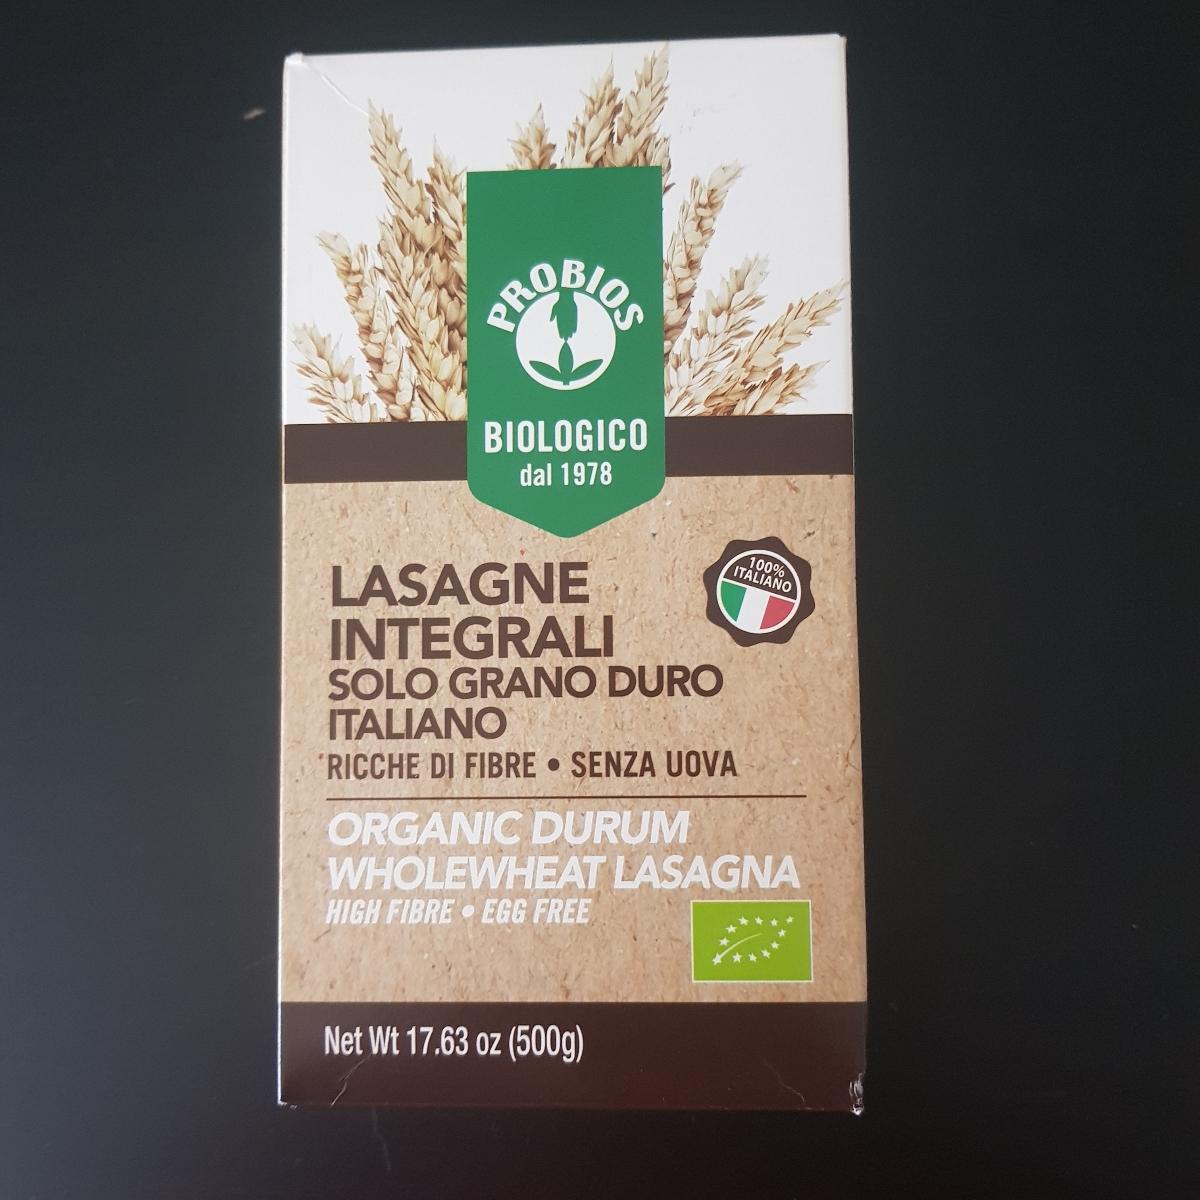 PROBIOS
BIOLOGICO
dal 1978
100%
ITALIANO
LASAGNE
INTEGRALI
SOLO GRANO DURO
ITALIANO
RICCHE DI FIBRE • SENZA UOVA
ORGANIC DURUM
WHOLEWHEAT LASAGNA
HIGH FIBRE • EGG FREE
Net Wt 17.63 oz (500g)